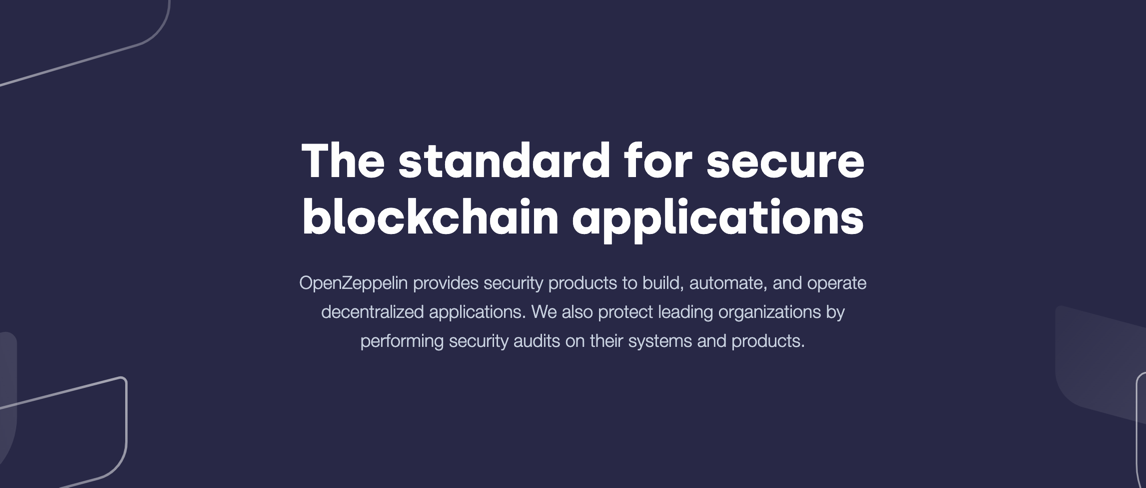 The standard for secure
blockchain applications
OpenZeppelin provides security products to build, automate, and operate
decentralized applications. We also protect leading organizations by
performing security audits on their systems and products.